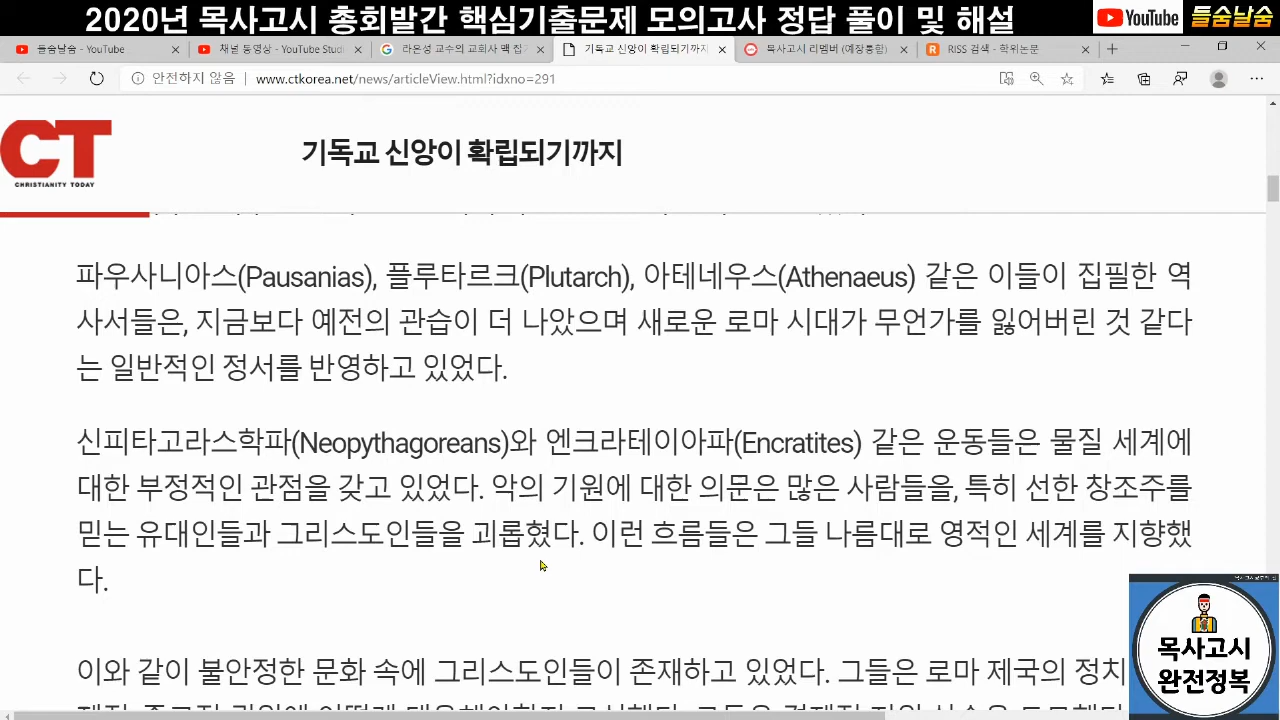 2020년 목사고시 총회발간 핵심기출문제 모의고사 정답 풀이 및 해설
YouTube 들숨날숨
들숨날숨 - YouTube
채널 동영상 - YouTube Studi
라은성 교수의 교회사 맥 잡기
기독교 신앙이 확립되기까지
목사고시 리멤버 (예장통합)
RISS 검색 - 학위논문
안전하지 않음 | www.ctkorea.net/news/articleView.html?idxno=291
CT
CHRISTIANITY TODAY
기독교 신앙이 확립되기까지
파우사니아스(Pausanias), 플루타르크(Plutarch), 아테네우스(Athenaeus) 같은 이들이 집필한 역
사서들은, 지금보다 예전의 관습이 더 나았으며 새로운 로마 시대가 무언가를 잃어버린 것 같다
는 일반적인 정서를 반영하고 있었다.
신피타고라스학파(Neopythagoreans)와 엔크라테이아파(Encratites) 같은 운동들은 물질 세계에
대한 부정적인 관점을 갖고 있었다. 악의 기원에 대한 의문은 많은 사람들을, 특히 선한 창조주를
믿는 유대인들과 그리스도인들을 괴롭혔다. 이런 흐름들은 그들 나름대로 영적인 세계를 지향했
다.
이와 같이 불안정한 문화 속에 그리스도인들이 존재하고 있었다. 그들은 로마 제국의 정치
목사고시
완전정복